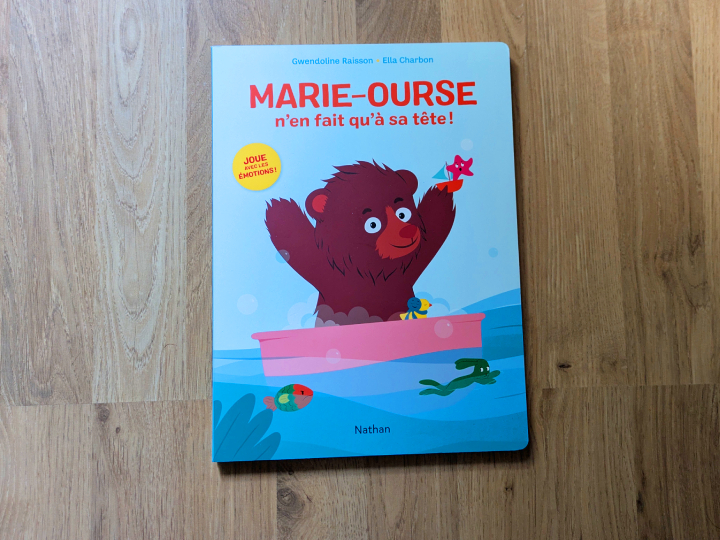 Gwendoline Raisson Ella Charbon
MARIE-OURSE
n'en fait qu'à sa tête !
JOUE
AVEC LES
ÉMOTIONS !
Nathan